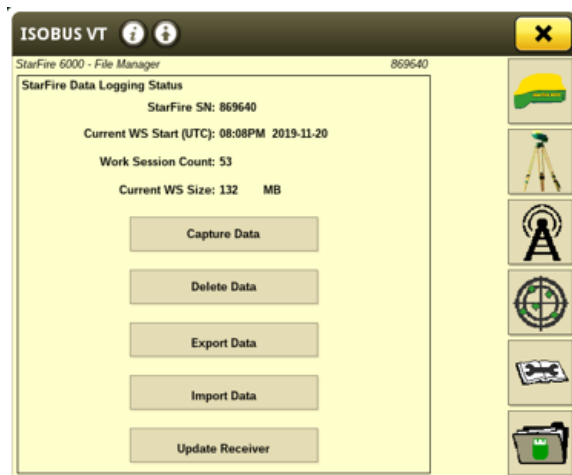 ISOBUS VT
StarFire 6000 - File Manager 869640
StarFire Data Logging Status
StarFire SN: 869640
Current WS Start (UTC): 08:08PM 2019-11-20
Work Session Count: 53
Current WS Size: 132 MB
Capture Data
Delete Data
Export Data
Import Data
Update Receiver